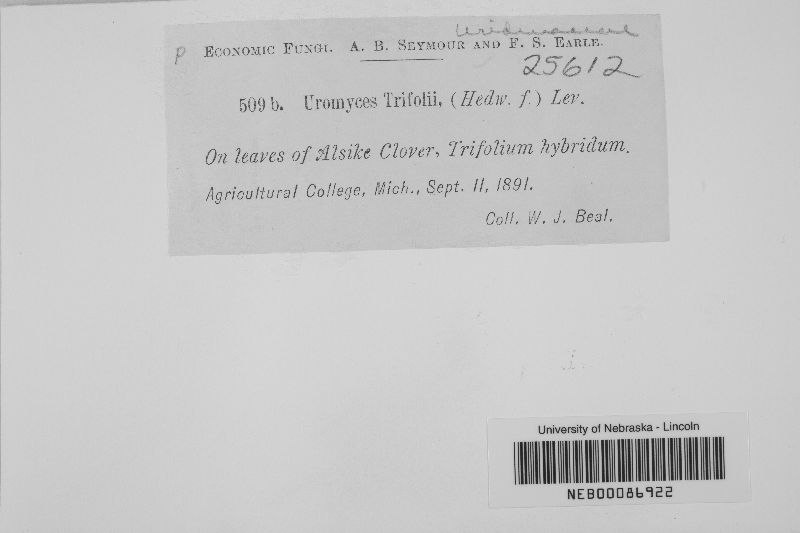 p
ECONOMIC FUNGI. A. B. SEYMOUR AND F. S. EARLE.
25612
509 b. Uromyces Trifolii, (Hedw. f.) Lev.
On leaves of Alsike Clover, Trifolium hybridum.
Agricultural College, Mich., Sept. 11, 1891.
Coll. W. J. Beal.
University of Nebraska - Lincoln
NEB00086922